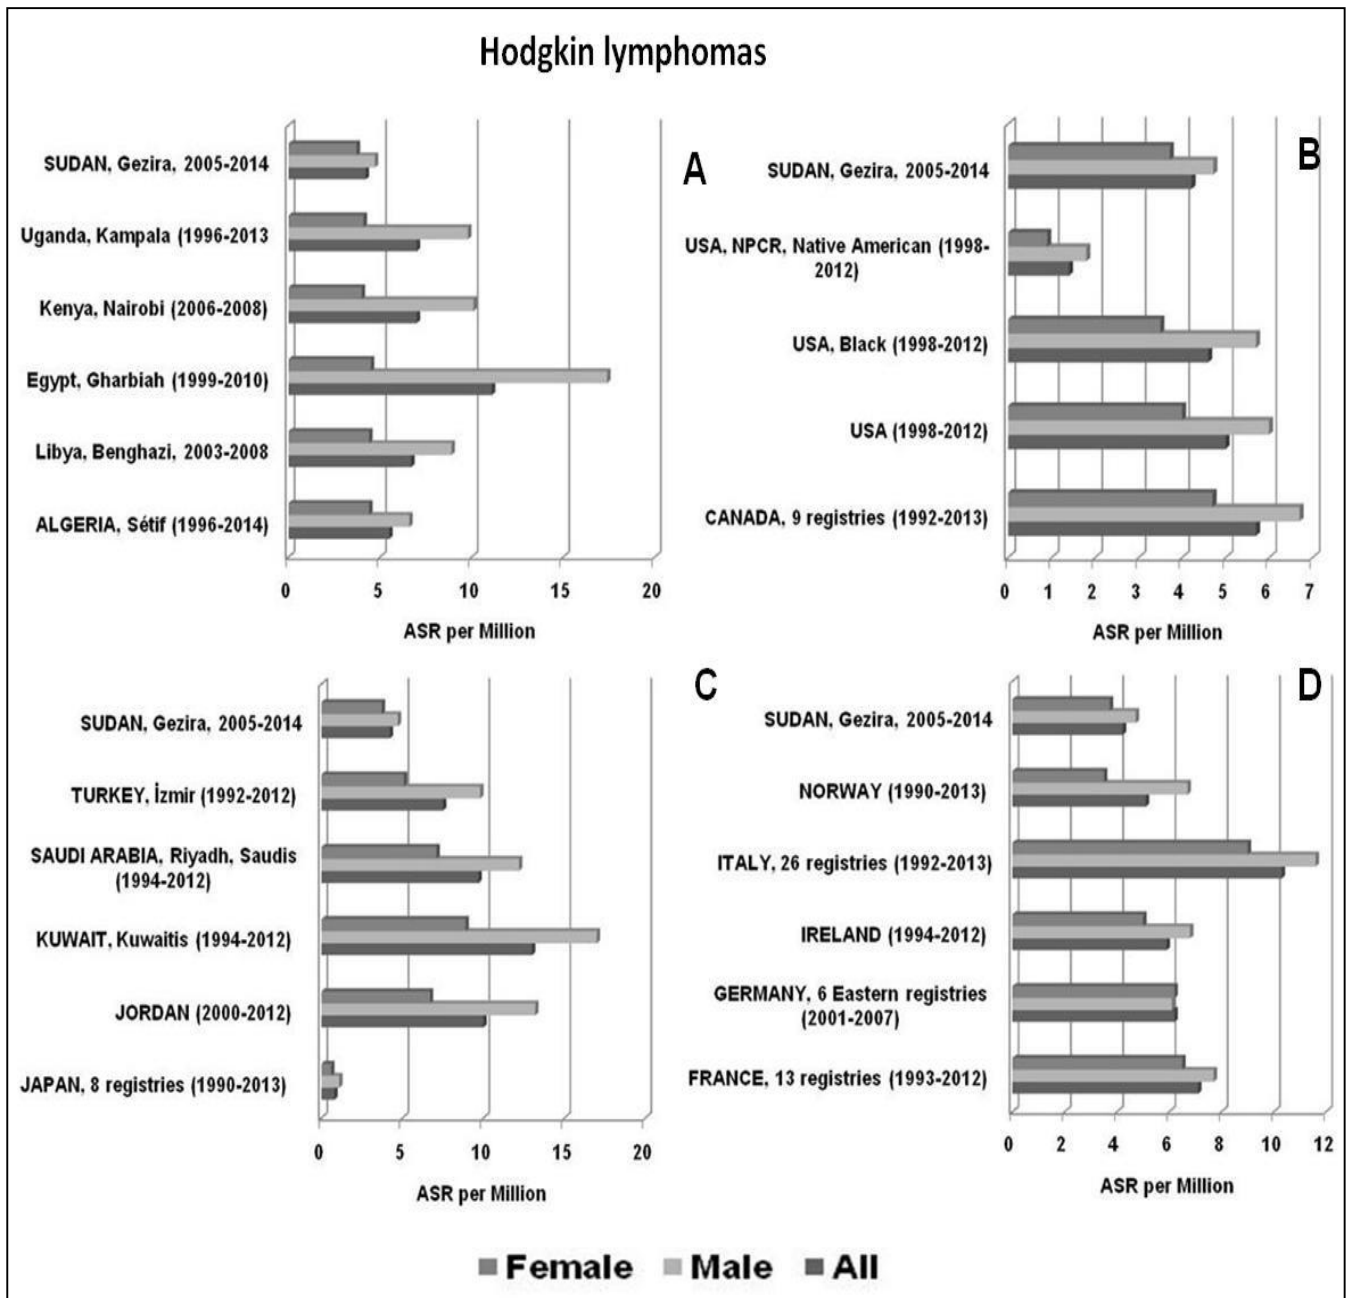 Hodgkin lymphomas
A
SUDAN, Gezira, 2005-2014
Uganda, Kampala (1996-2013
Kenya, Nairobi (2006-2008)
Egypt, Gharbiah (1999-2010)
Libya, Benghazi, 2003-2008
ALGERIA, Sétif (1996-2014)
0 5 10 15 20
ASR per Million
B
SUDAN, Gezira, 2005-2014
USA, NPCR, Native American (1998-
2012)
USA, Black (1998-2012)
USA (1998-2012)
CANADA, 9 registries (1992-2013)
0 1 2 3 4 5 6 7
ASR per Million
C
SUDAN, Gezira, 2005-2014
TURKEY, İzmir (1992-2012)
SAUDI ARABIA, Riyadh, Saudis
(1994-2012)
KUWAIT, Kuwaitis (1994-2012)
JORDAN (2000-2012)
JAPAN, 8 registries (1990-2013)
0 5 10 15 20
ASR per Million
D
SUDAN, Gezira, 2005-2014
NORWAY (1990-2013)
ITALY, 26 registries (1992-2013)
IRELAND (1994-2012)
GERMANY, 6 Eastern registries
(2001-2007)
FRANCE, 13 registries (1993-2012)
0 2 4 6 8 10 12
ASR per Million
Female Male All